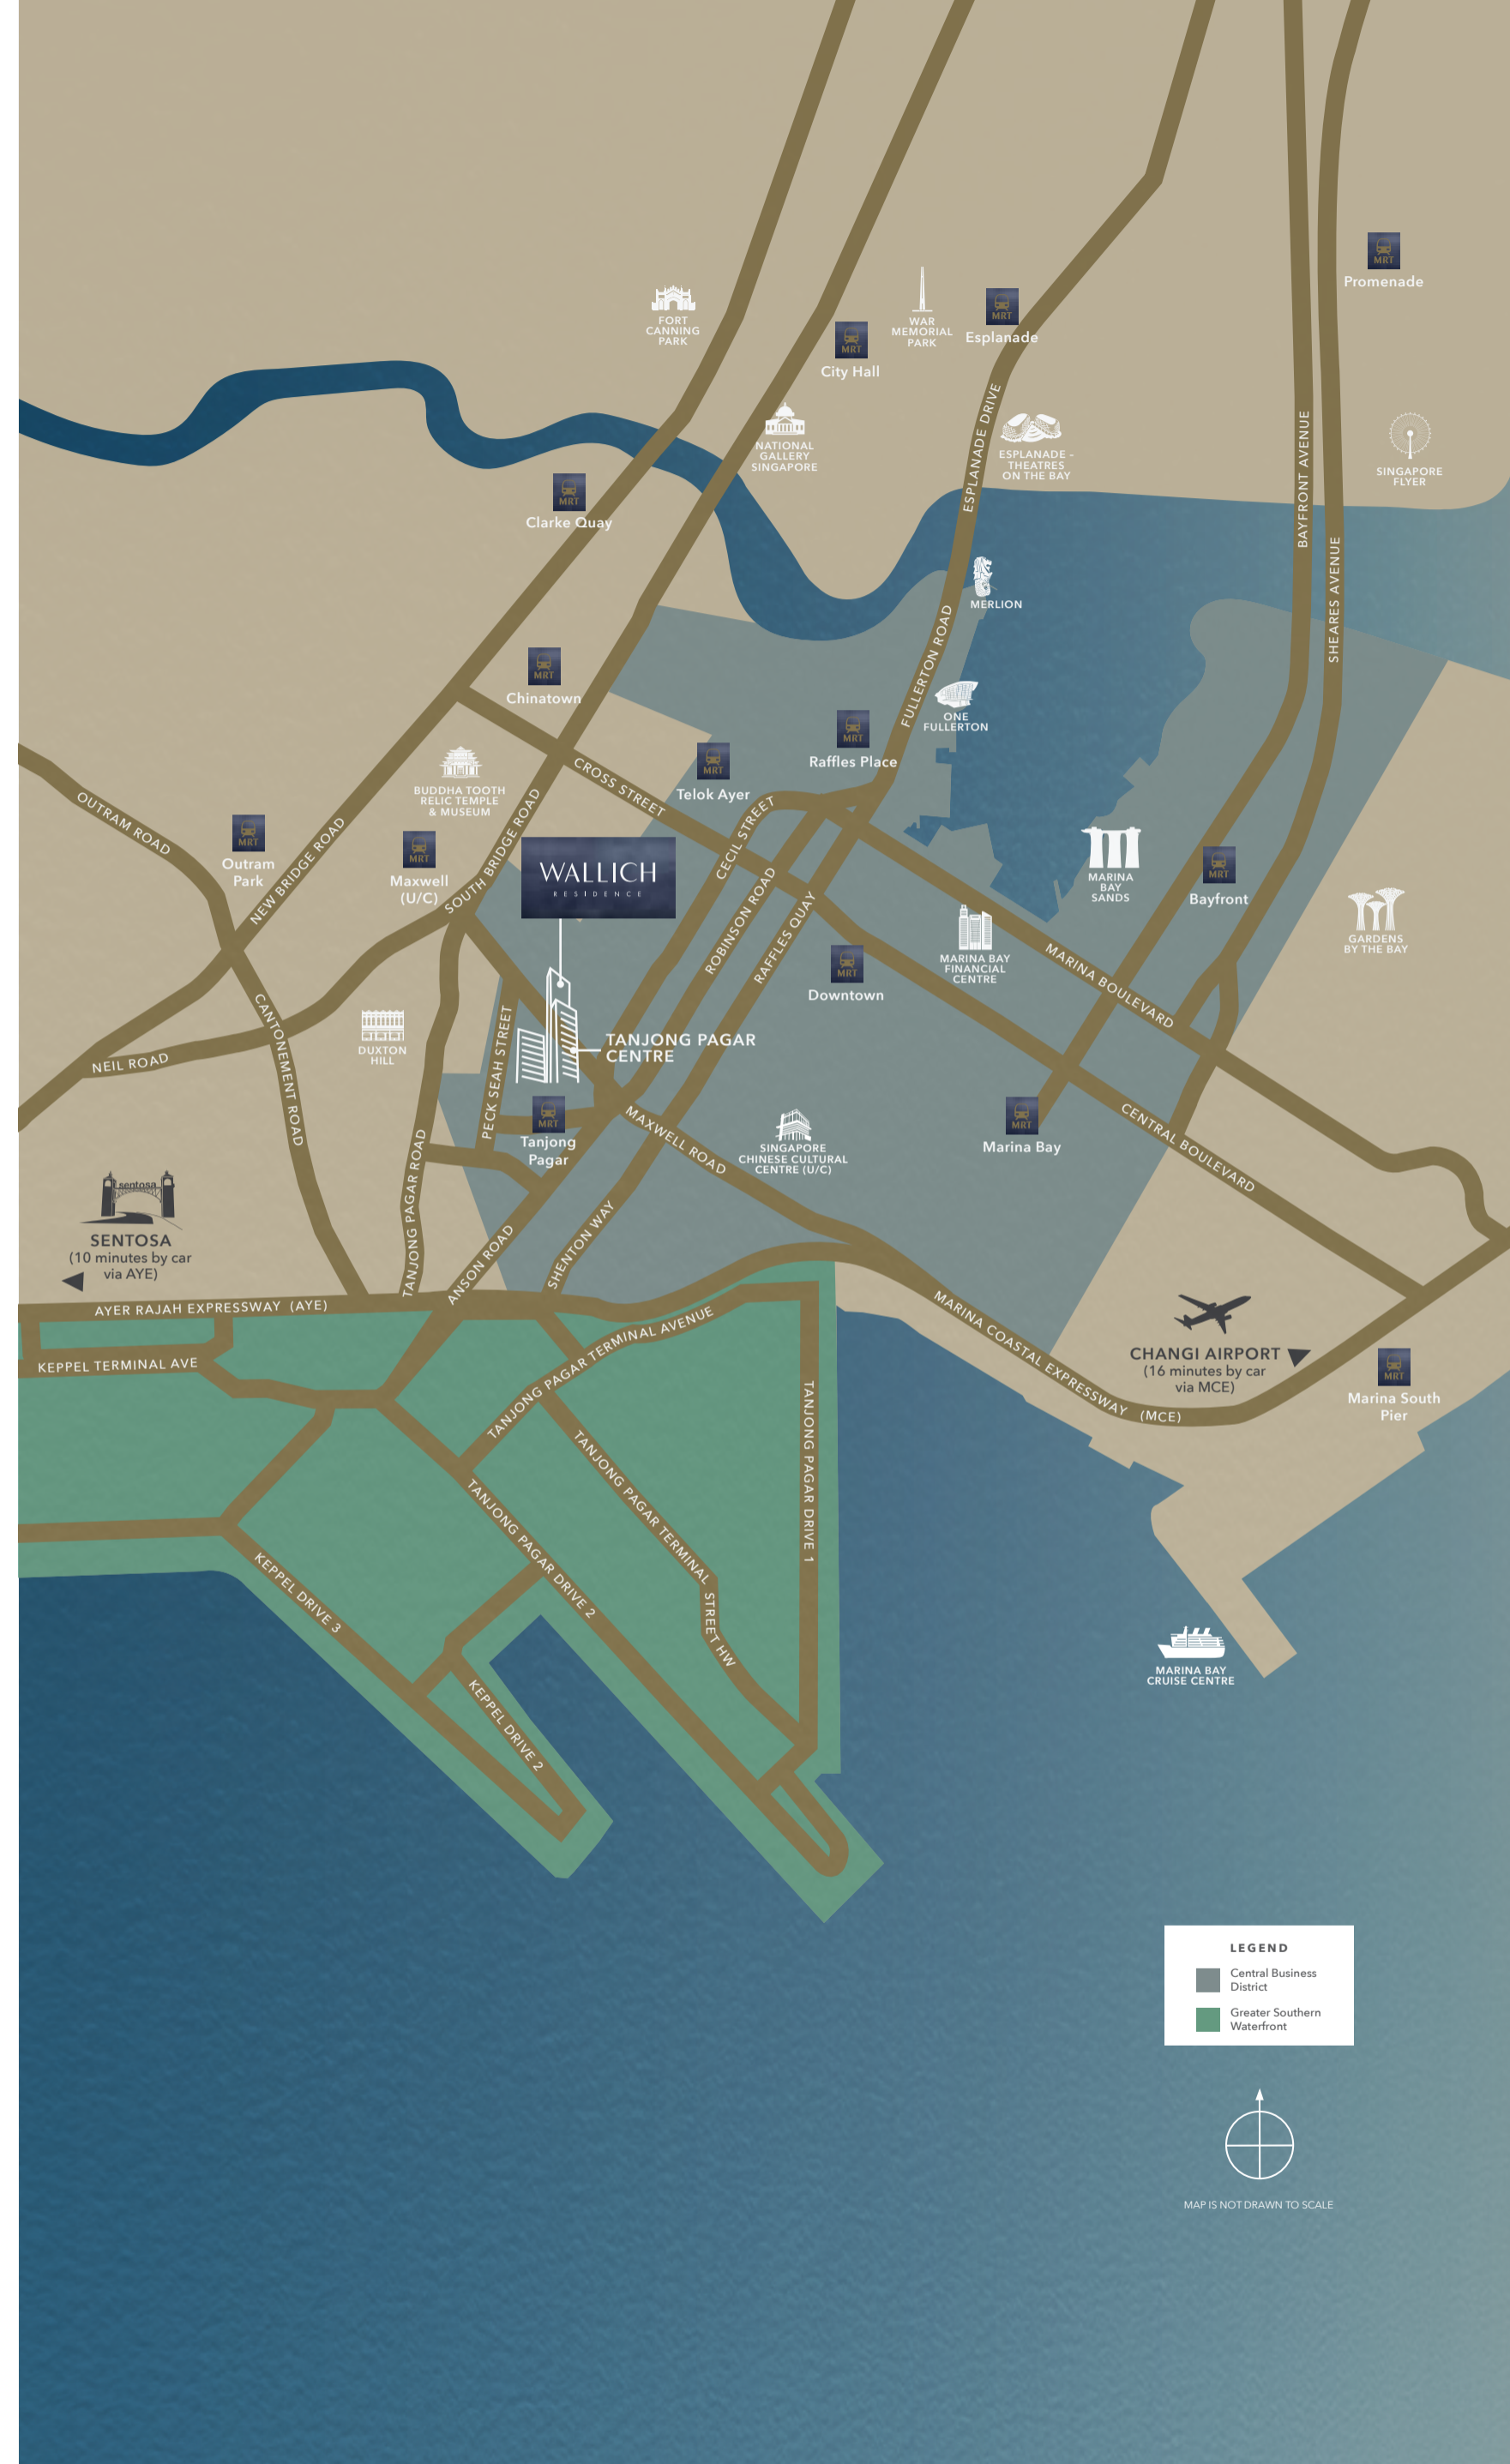 MRT
Promenade
FORT
CANNING
PARK
MRT
City Hall
WAR
MEMORIAL
PARK
MRT
Esplanade
NATIONAL
GALLERY
SINGAPORE
ESPLANADE DRIVE
ESPLANADE -
THEATRES
ON THE BAY
BAYFRONT AVENUE
SINGAPORE
FLYER
MRT
Clarke Quay
SHEARES AVENUE
MERLION
FULLERTON ROAD
MRT
Chinatown
ONE
FULLERTON
MRT
Raffles Place
MRT
Telok Ayer
CROSS STREET
BUDDHA TOOTH
RELIC TEMPLE
& MUSEUM
OUTRAM ROAD
MRT
Outram
Park
NEW BRIDGE ROAD
MRT
Maxwell
(U/C)
SOUTH BRIDGE ROAD
WALLICH
RESIDENCE
CECIL STREET
ROBINSON ROAD
RAFFLES QUAY
MARINA
BAY
SANDS
MRT
Bayfront
GARDENS
BY THE BAY
MARINA BAY
FINANCIAL
CENTRE
MARINA BOULEVARD
MRT
Downtown
DUXTON
HILL
NEIL ROAD
CANTONEMENT ROAD
PECK SEAH STREET
TANJONG PAGAR
CENTRE
MRT
Tanjong
Pagar
MAXWELL ROAD
SINGAPORE
CHINESE CULTURAL
CENTRE (U/C)
MRT
Marina Bay
CENTRAL BOULEVARD
sentosa
SENTOSA
(10 minutes by car
via AYE)
TANJONG PAGAR ROAD
ANSON ROAD
SHENTON WAY
AYER RAJAH EXPRESSWAY (AYE)
KEPPEL TERMINAL AVE
TANJONG PAGAR TERMINAL AVENUE
MARINA COASTAL EXPRESSWAY (MCE)
CHANGI AIRPORT
(16 minutes by car
via MCE)
MRT
Marina South
Pier
TANJONG PAGAR DRIVE 1
TANJONG PAGAR TERMINAL STREET HW
TANJONG PAGAR DRIVE 2
KEPPEL DRIVE 3
KEPPEL DRIVE 2
MARINA BAY
CRUISE CENTRE
LEGEND
Central Business
District
Greater Southern
Waterfront
MAP IS NOT DRAWN TO SCALE